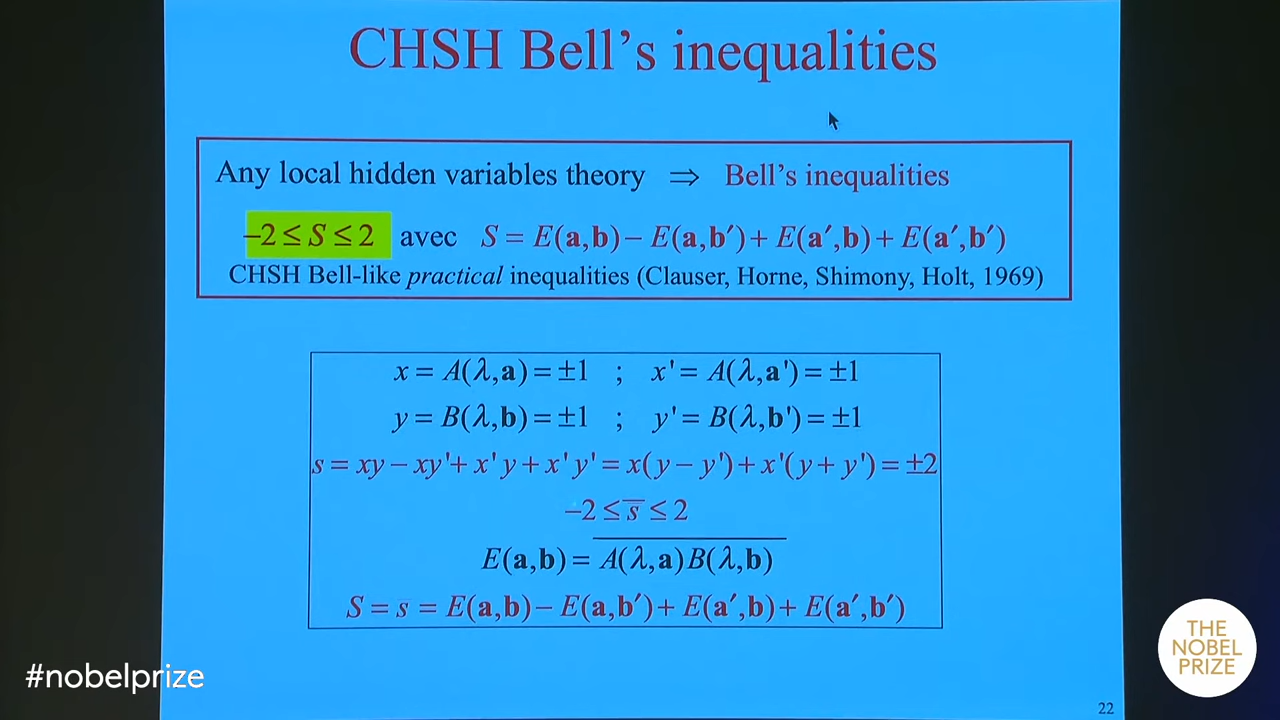 CHSH Bell's inequalities
Any local hidden variables theory ⇒ Bell's inequalities
–2 ≤ S ≤ 2 avec S = E(a,b) – E(a,b′) + E(a′,b) + E(a′,b′)
CHSH Bell-like practical inequalities (Clauser, Horne, Shimony, Holt, 1969)
x = A(λ,a) = ±1 ; x' = A(λ,a') = ±1
y = B(λ,b) = ±1 ; y' = B(λ,b') = ±1
s = xy – xy'+ x'y + x'y' = x(y – y') + x'(y + y') = ±2
–2 ≤ s̅ ≤ 2
E(a,b) = \overline{A(λ,a)B(λ,b)}
S = s̅ = E(a,b) – E(a,b′) + E(a′,b) + E(a′,b′)
#nobelprize
THE
NOBEL
PRIZE
22